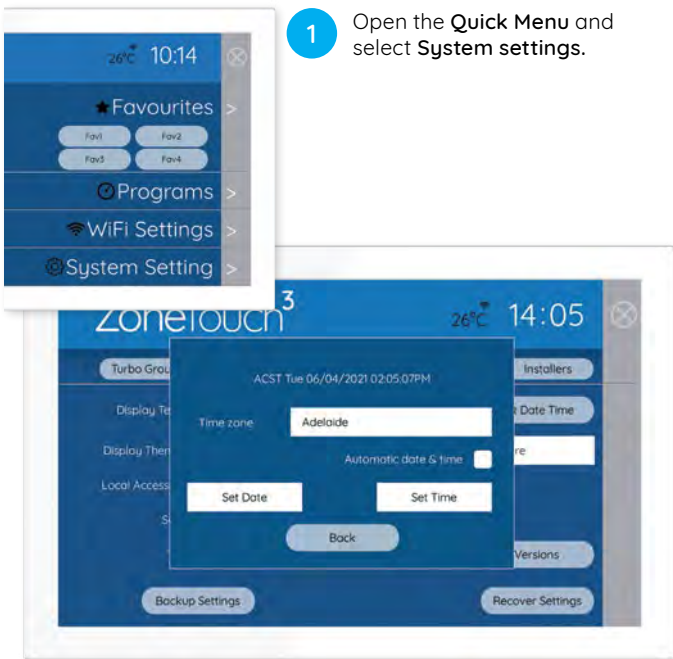 1
Open the Quick Menu and
select System settings.
26°C 10:14
Favourites >
Fav1 Fav2
Fav3 Fav4
Programs >
WiFi Settings >
System Setting >
ZoneTouch3
26°C 14:05
Turbo Grou
Installers
ACST Tue 06/04/2021 02:05:07PM
Display Te
Date Time
Time zone Adelaide
Display Then
re
Automatic date & time
Local Access
Set Date Set Time
S
Back
Versions
Backup Settings Recover Settings